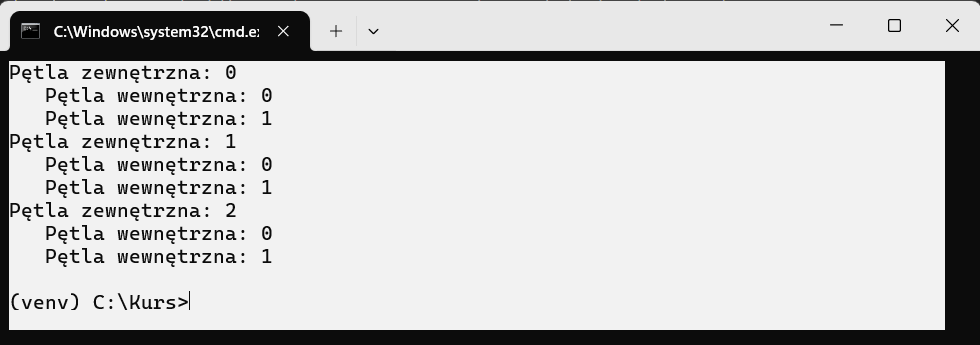 C:\Windows\system32\cmd.e
Pętla zewnętrzna: 0
   Pętla wewnętrzna: 0
   Pętla wewnętrzna: 1
Pętla zewnętrzna: 1
   Pętla wewnętrzna: 0
   Pętla wewnętrzna: 1
Pętla zewnętrzna: 2
   Pętla wewnętrzna: 0
   Pętla wewnętrzna: 1
(venv) C:\Kurs>